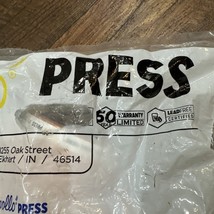 PRESS
50 WARRANTY LIMITED
LEAD FREE CERTIFIED
1255 Oak Street
Elkhart / IN / 46514
PRESS